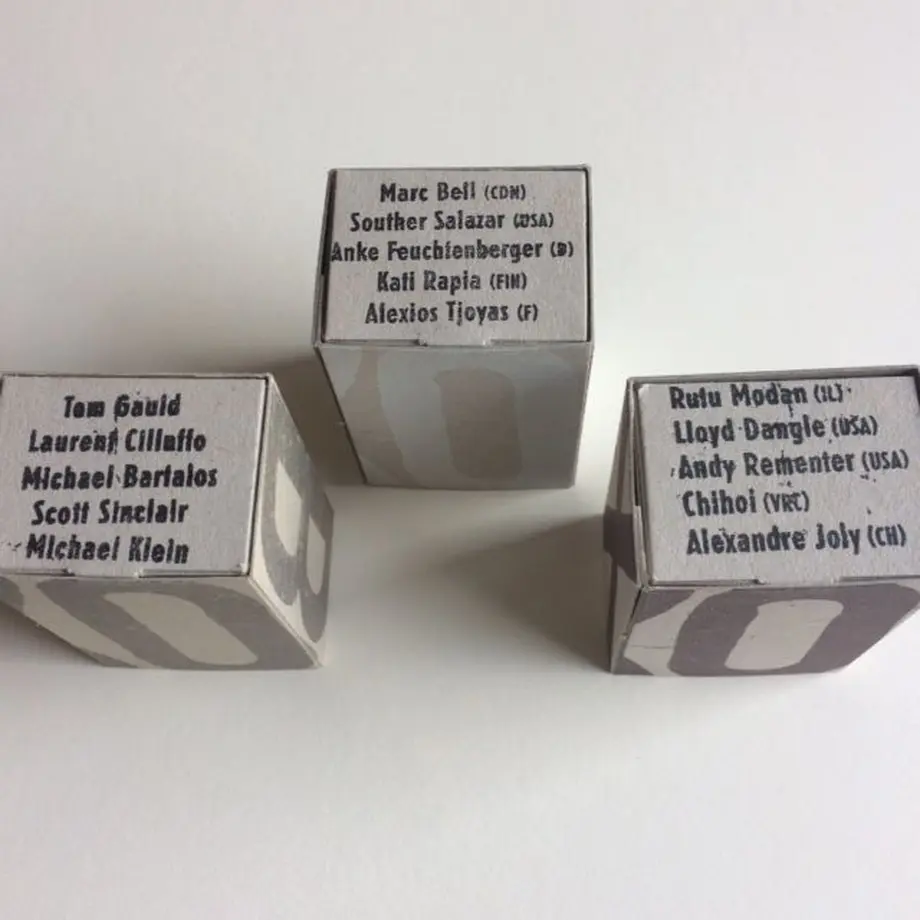 Marc Bell (CDN)
Souther Salazar (USA)
Anke Feuchtenberger (D)
Kati Rapia (FIN)
Alexios Tjoyas (F)
Tom Gauld
Laurent Cilluffo
Michael Bartalos
Scott Sinclair
Michael Klein
Rutu Modan (IL)
Lloyd Dangle (USA)
Andy Rementer (USA)
Chihoi (VRC)
Alexandre Joly (CH)